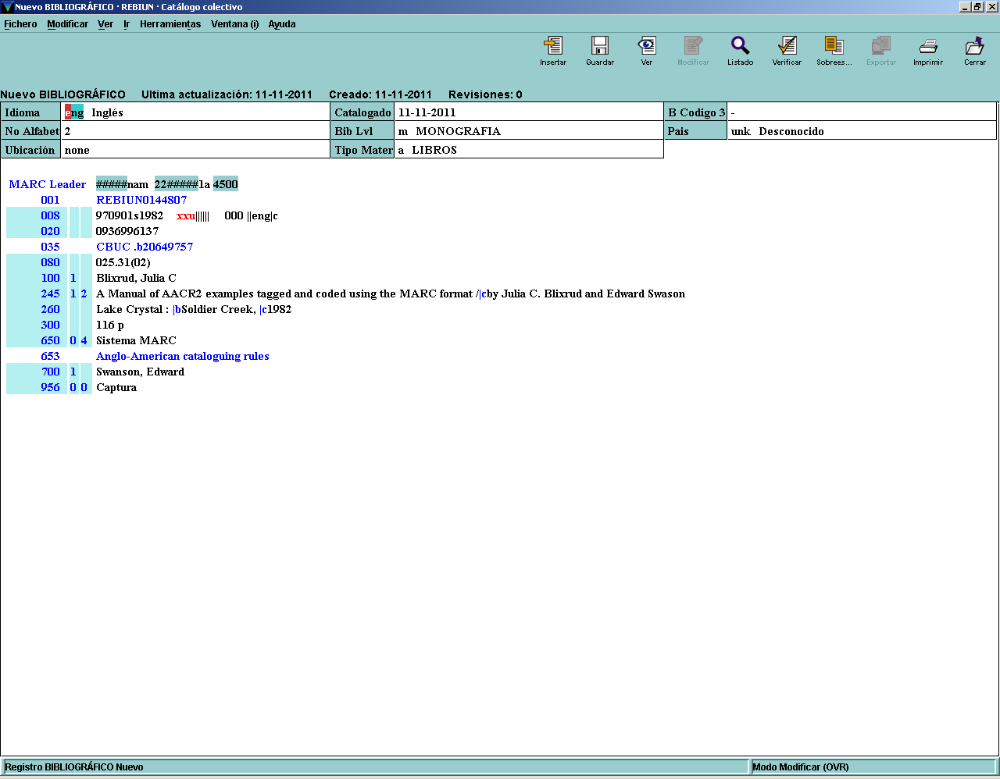 Nuevo BIBLIOGRÁFICO · REBIUN · Catálogo colectivo
Fichero Modificar Ver Ir Herramientas Ventana (i) Ayuda
Insertar Guardar Ver Modificar Listado Verificar Sobrees... Exportar Imprimir Cerrar
Nuevo BIBLIOGRÁFICO Ultima actualización: 11-11-2011 Creado: 11-11-2011 Revisiones: 0
Idioma eng Inglés Catalogado 11-11-2011 B Codigo 3 -
No Alfabet 2 Bib Lvl m MONOGRAFIA Pais unk Desconocido
Ubicación none Tipo Mater a LIBROS
MARC Leader #####nam 22#####1a 4500
001 REBIUN0144807
008 970901s1982 xxu|||||| 000 ||eng|c
020 0936996137
035 CBUC .b20649757
080 025.31(02)
100 1 Blixrud, Julia C
245 1 2 A Manual of AACR2 examples tagged and coded using the MARC format /|cby Julia C. Blixrud and Edward Swason
260 Lake Crystal : |bSoldier Creek, |c1982
300 116 p
650 0 4 Sistema MARC
653 Anglo-American cataloguing rules
700 1 Swanson, Edward
956 0 0 Captura
Registro BIBLIOGRÁFICO Nuevo Modo Modificar (OVR)